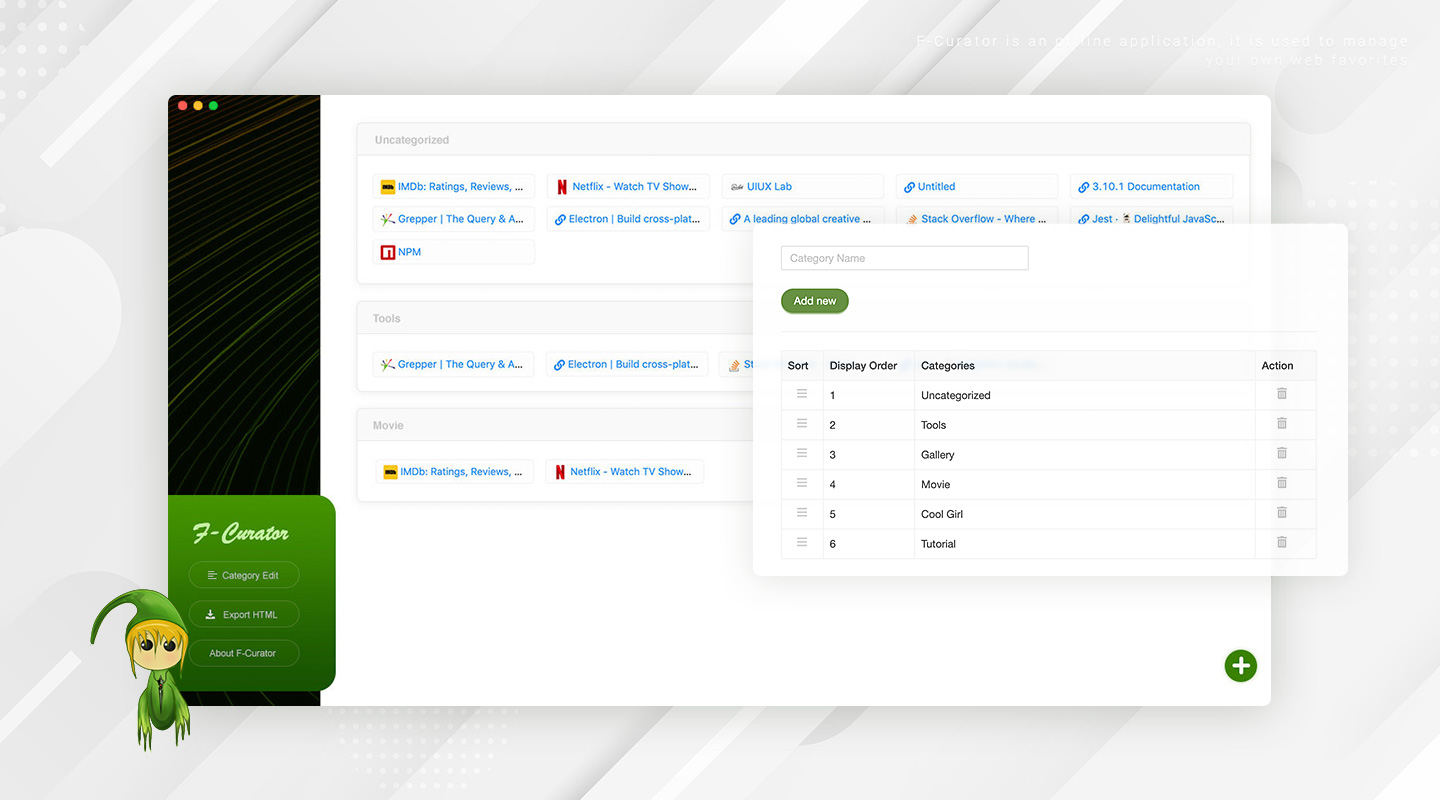 F-Curator is an offline application, it is used to manage
your own web favorites
Uncategorized
IMDb: Ratings, Reviews, ...
Netflix - Watch TV Show...
UIUX Lab
Untitled
3.10.1 Documentation
Grepper | The Query & A...
Electron | Build cross-plat...
A leading global creative ...
Stack Overflow - Where ...
Jest · Delightful JavaSc...
NPM
Tools
Grepper | The Query & A...
Electron | Build cross-plat...
Movie
IMDb: Ratings, Reviews, ...
Netflix - Watch TV Show...
Category Name
Add new
Sort Display Order Categories Action
1 Uncategorized
2 Tools
3 Gallery
4 Movie
5 Cool Girl
6 Tutorial
F-Curator
Category Edit
Export HTML
About F-Curator